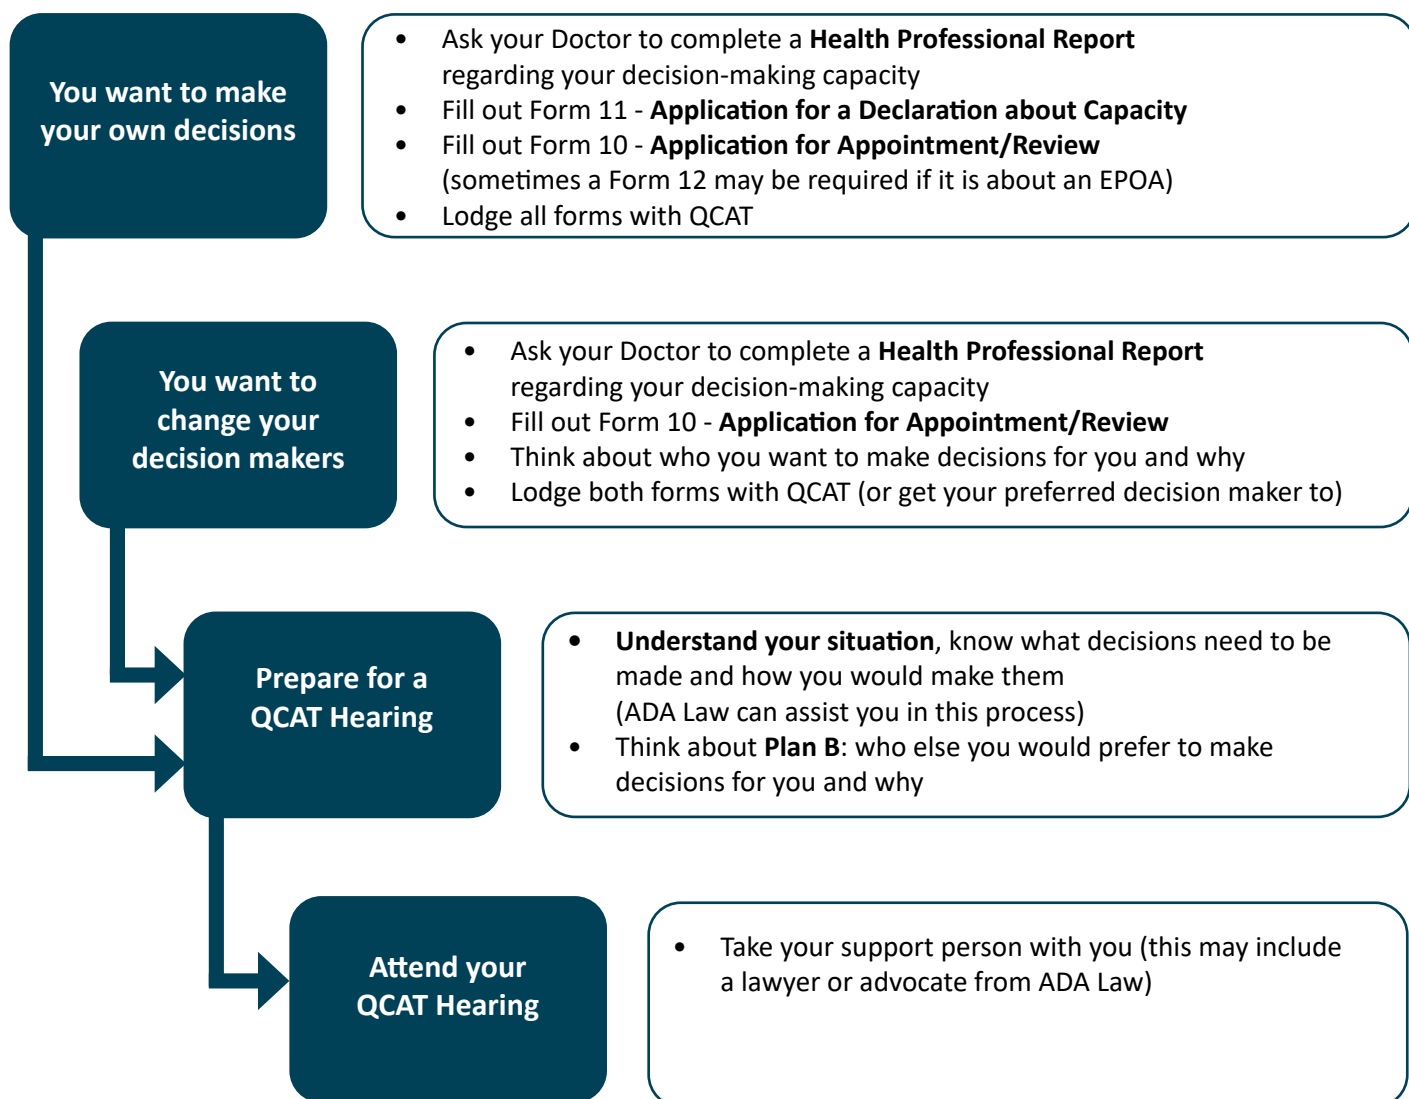 You want to make
your own decisions
• Ask your Doctor to complete a Health Professional Report
regarding your decision-making capacity
• Fill out Form 11 - Application for a Declaration about Capacity
• Fill out Form 10 - Application for Appointment/Review
(sometimes a Form 12 may be required if it is about an EPOA)
• Lodge all forms with QCAT
You want to
change your
decision makers
• Ask your Doctor to complete a Health Professional Report
regarding your decision-making capacity
• Fill out Form 10 - Application for Appointment/Review
• Think about who you want to make decisions for you and why
• Lodge both forms with QCAT (or get your preferred decision maker to)
Prepare for a
QCAT Hearing
• Understand your situation, know what decisions need to be
made and how you would make them
(ADA Law can assist you in this process)
• Think about Plan B: who else you would prefer to make
decisions for you and why
Attend your
QCAT Hearing
• Take your support person with you (this may include
a lawyer or advocate from ADA Law)